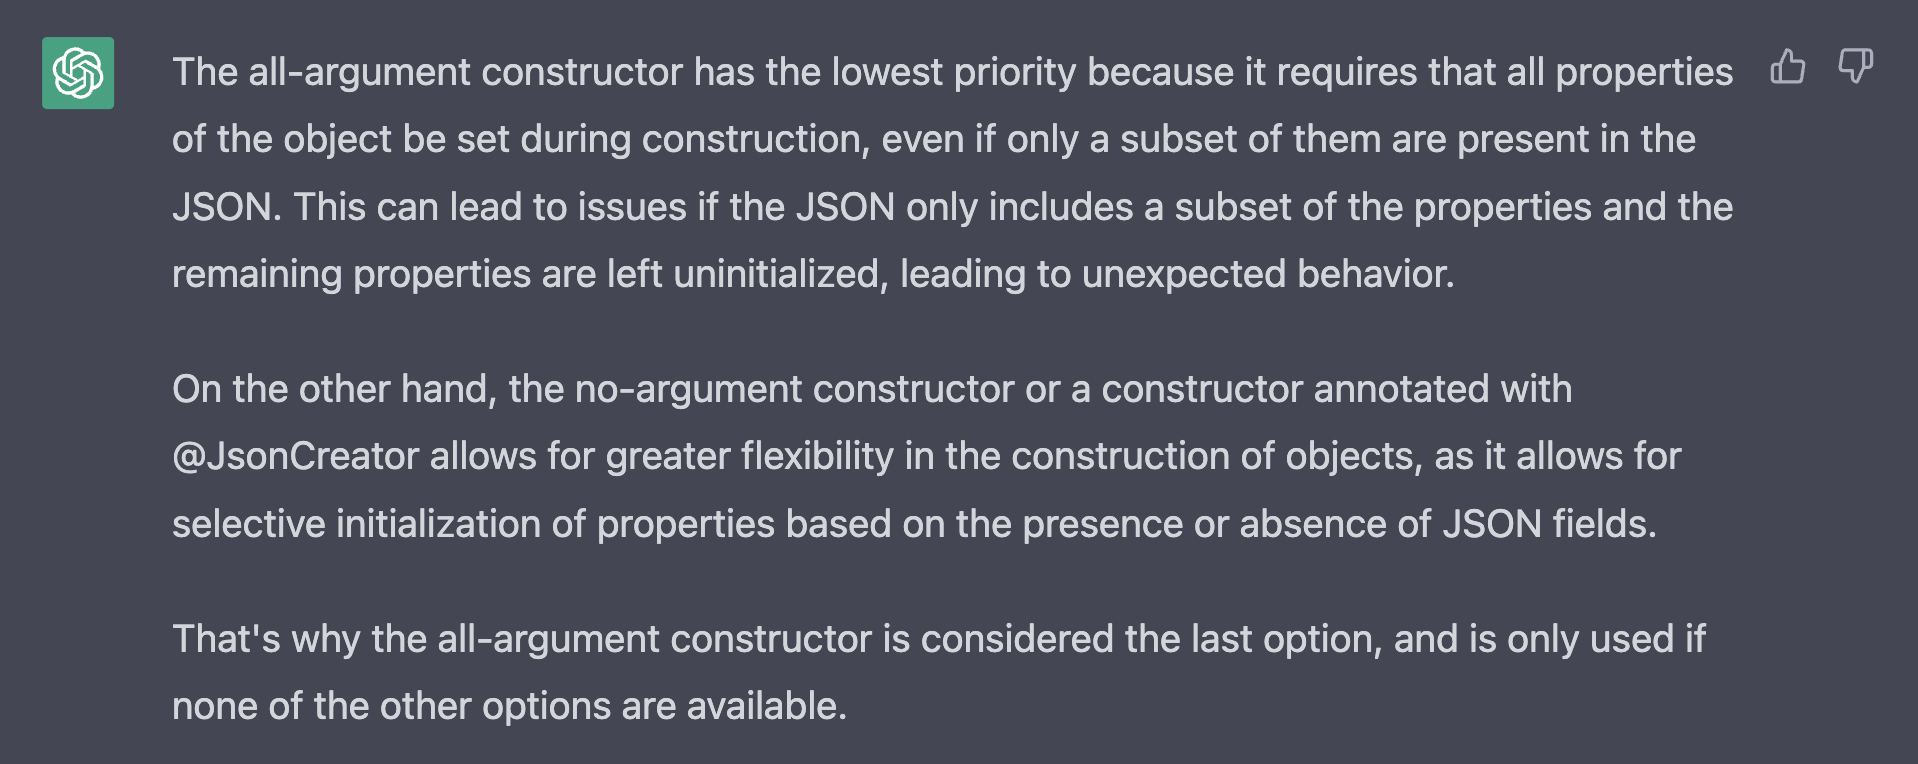 The all-argument constructor has the lowest priority because it requires that all properties
of the object be set during construction, even if only a subset of them are present in the
JSON. This can lead to issues if the JSON only includes a subset of the properties and the
remaining properties are left uninitialized, leading to unexpected behavior.
On the other hand, the no-argument constructor or a constructor annotated with
@JsonCreator allows for greater flexibility in the construction of objects, as it allows for
selective initialization of properties based on the presence or absence of JSON fields.
That's why the all-argument constructor is considered the last option, and is only used if
none of the other options are available.